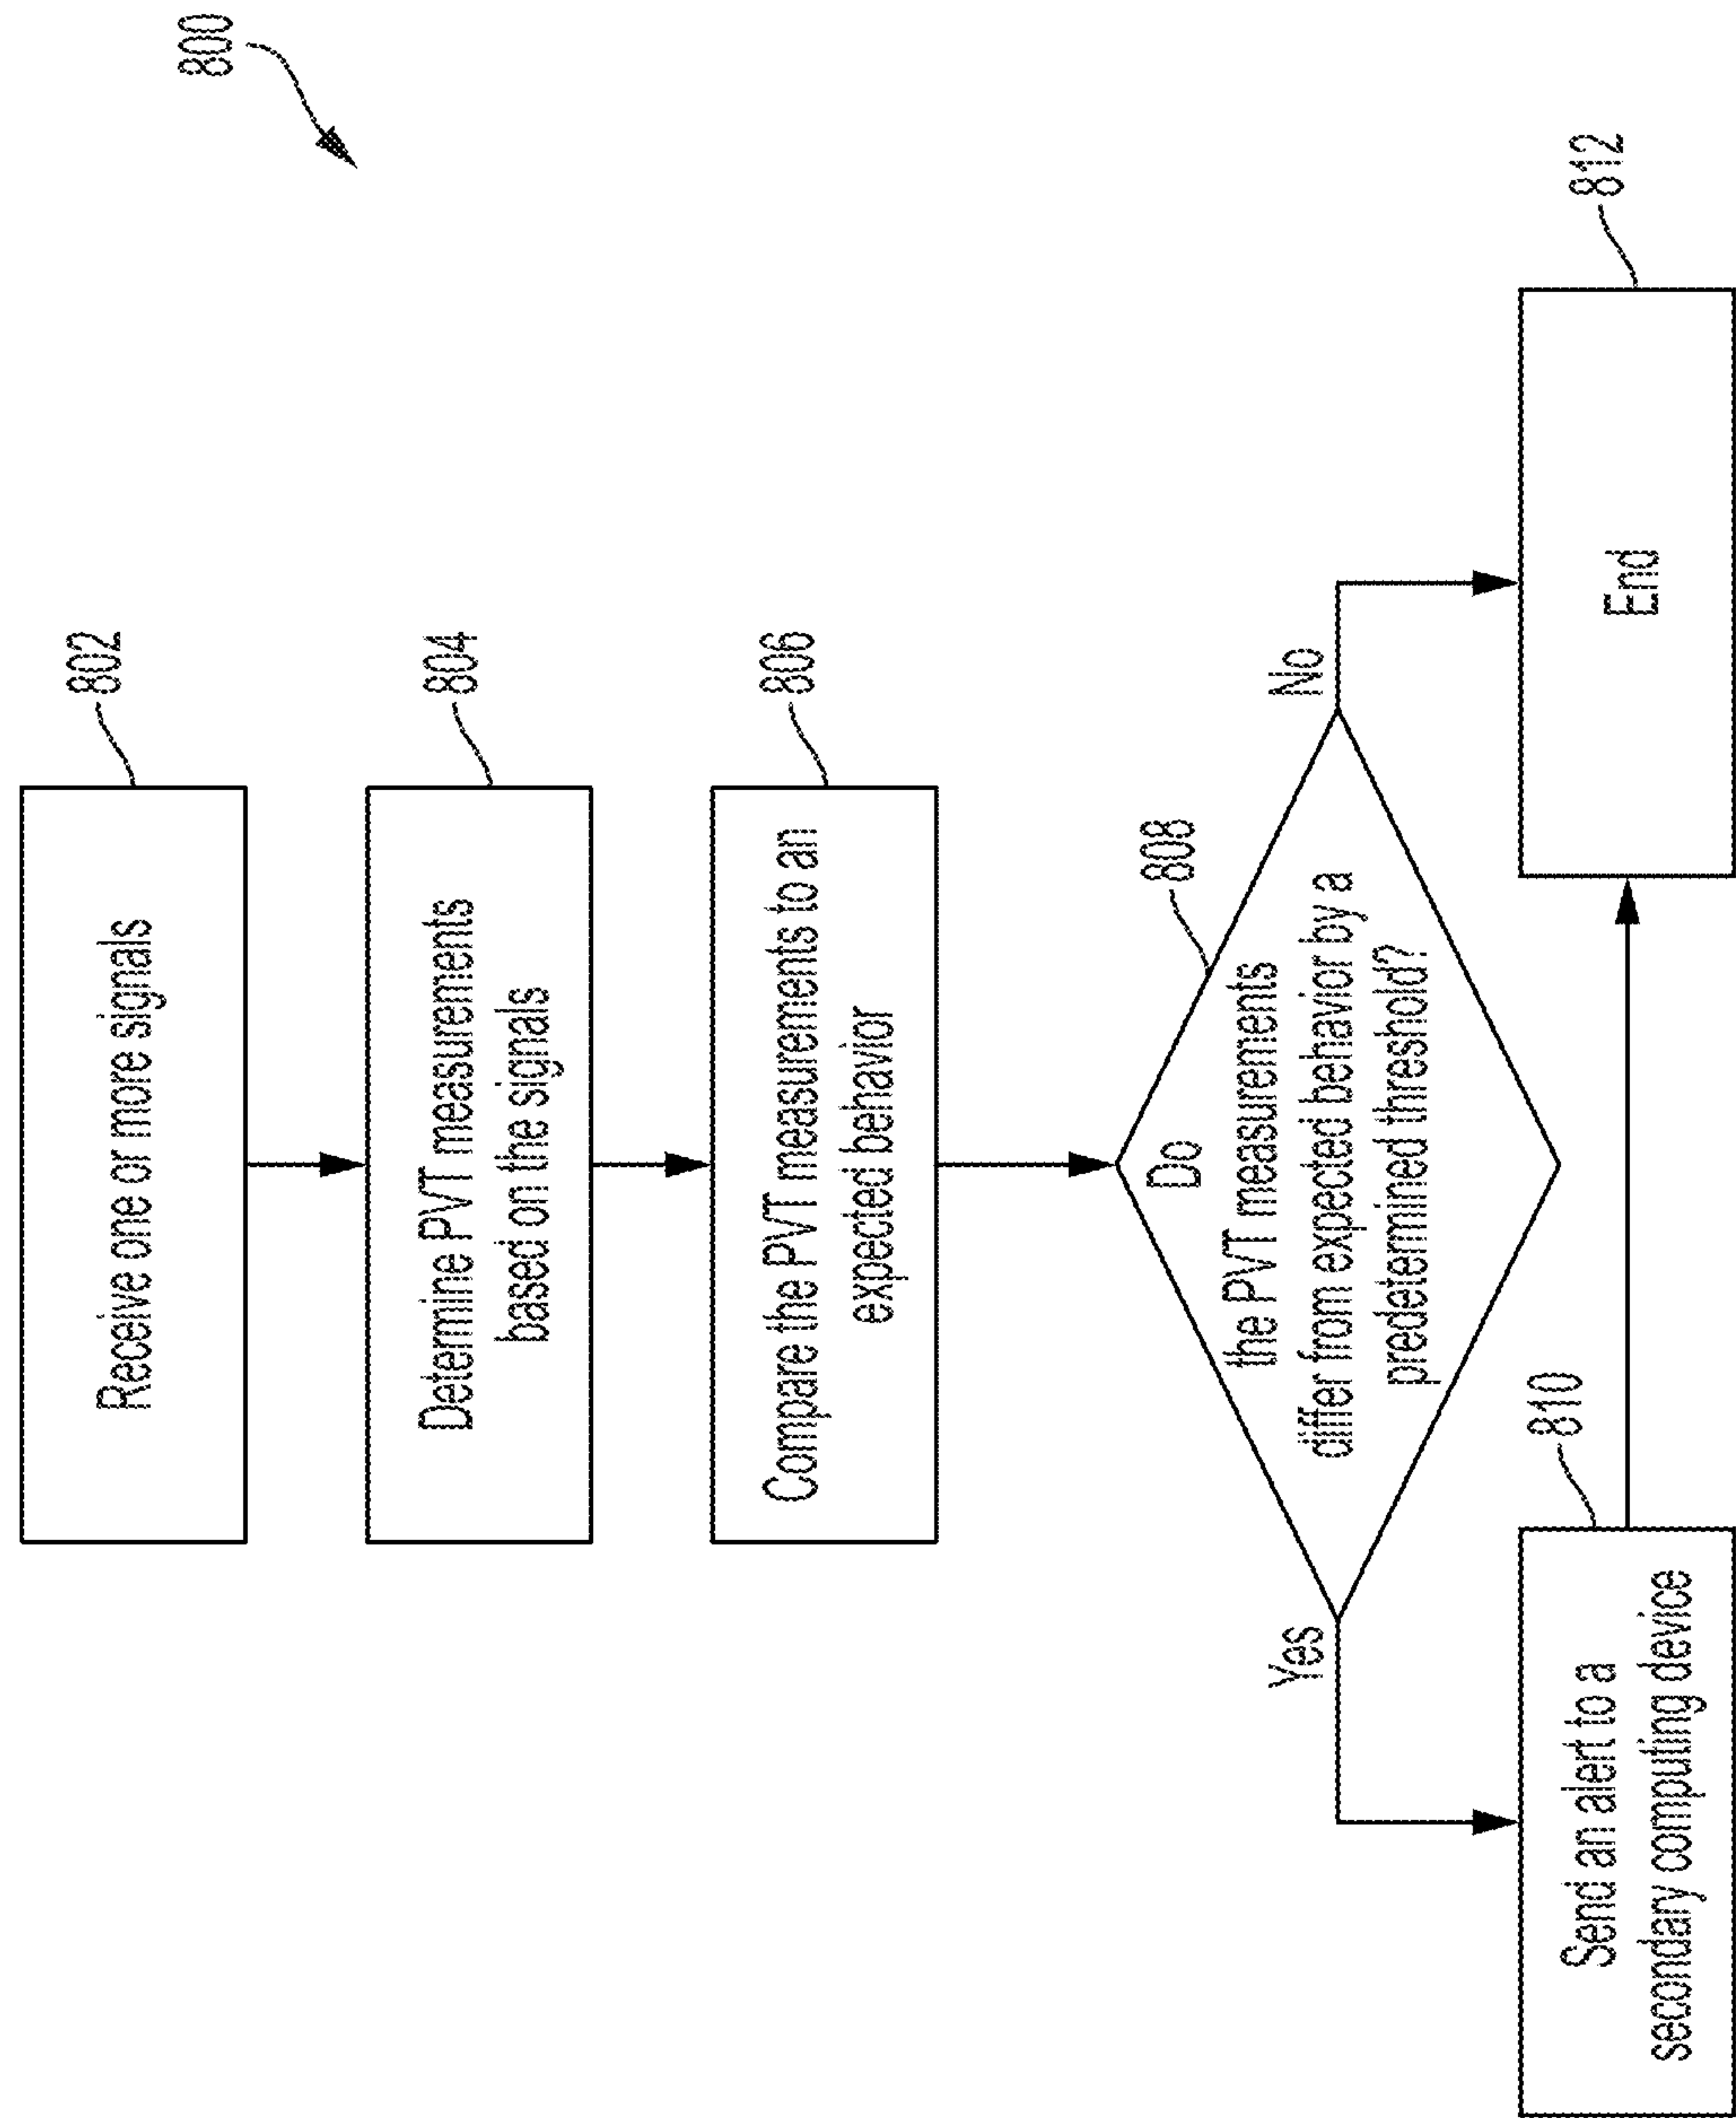 800
802
Receive one or more signals
804
Determine PVT measurements
based on the signals
806
Compare the PVT measurements to an
expected behavior
808
Do
the PVT measurements
differ from expected behavior by a
predetermined threshold?
Yes
No
810
Send an alert to a
secondary computing device
812
End